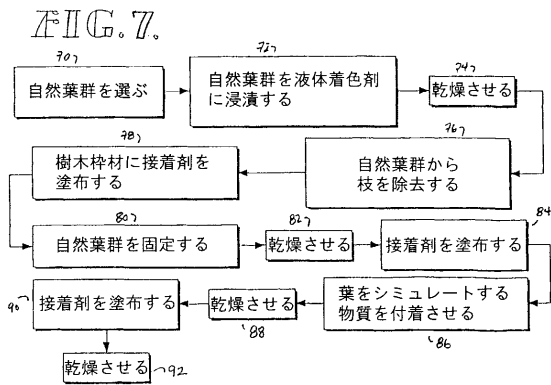 FIG. 7.
70
自然葉群を選ぶ
72
自然葉群を液体着色剤
に浸漬する
74
乾燥させる
76
自然葉群から
枝を除去する
78
樹木枠材に接着剤を
塗布する
80
自然葉群を固定する
82
乾燥させる
84
接着剤を塗布する
86
葉をシミュレートする
物質を付着させる
88
乾燥させる
90
接着剤を塗布する
92
乾燥させる